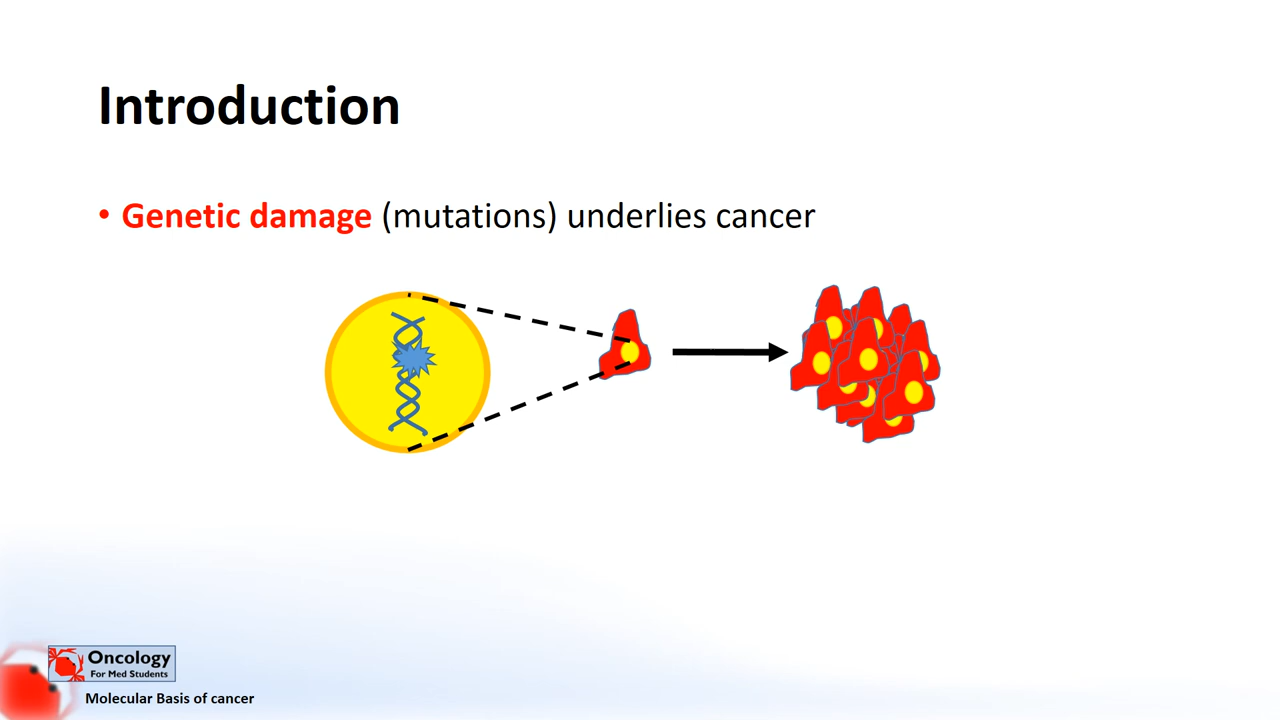 Introduction
• Genetic damage (mutations) underlies cancer
Oncology
For Med Students
Molecular Basis of cancer